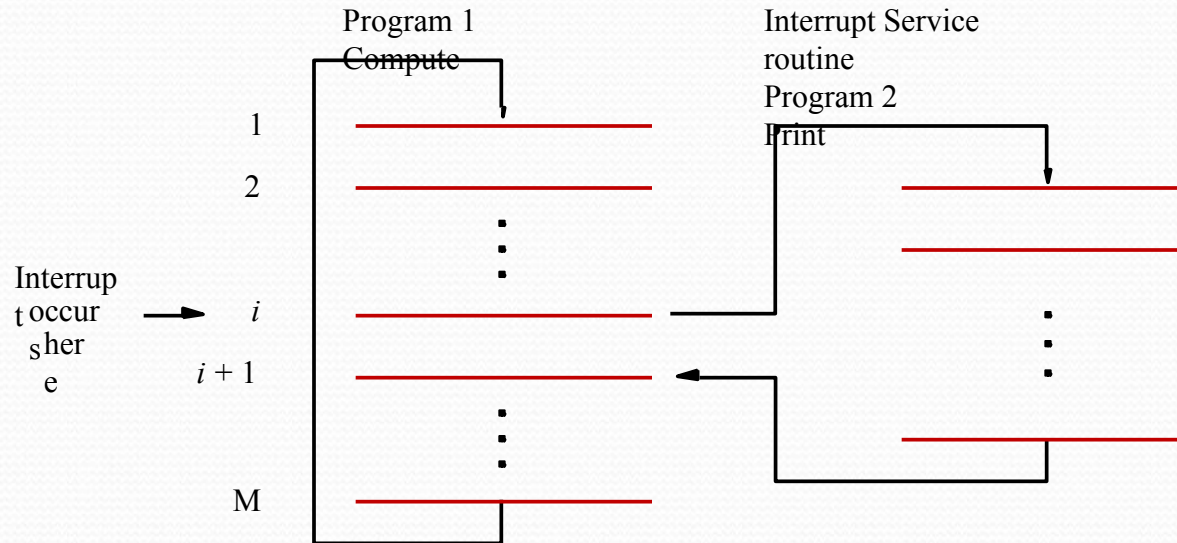 Program 1
Compute
Interrupt Service
routine
Program 2
Print
1
2
Interrup
t occur
s her
e
i
i + 1
M